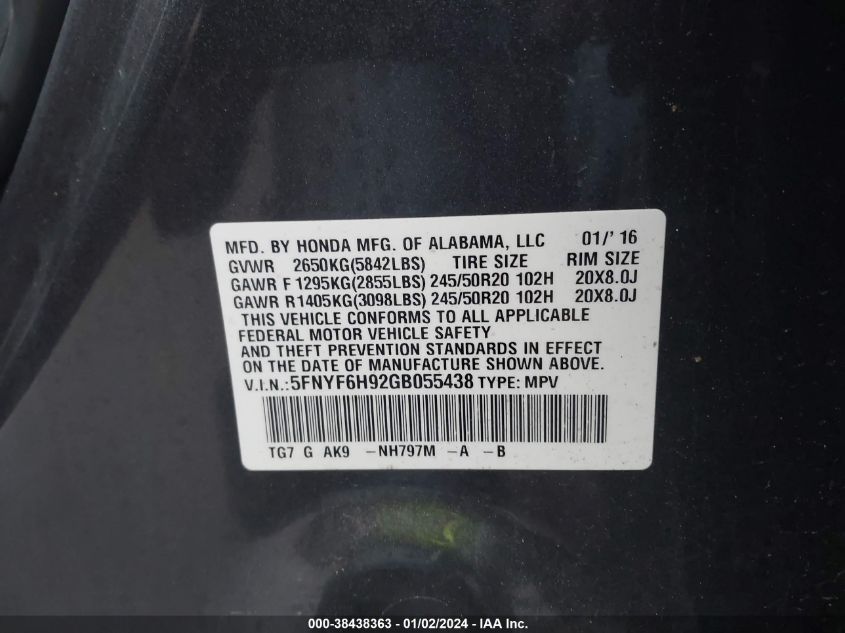 MFD. BY HONDA MFG. OF ALABAMA, LLC 01/' 16
GVWR 2650KG(5842LBS) TIRE SIZE RIM SIZE
GAWR F 1295KG(2855LBS) 245/50R20 102H 20X8.0J
GAWR R1405KG(3098LBS) 245/50R20 102H 20X8.0J
THIS VEHICLE CONFORMS TO ALL APPLICABLE
FEDERAL MOTOR VEHICLE SAFETY
AND THEFT PREVENTION STANDARDS IN EFFECT
ON THE DATE OF MANUFACTURE SHOWN ABOVE.
V.I.N.:5FNYF6H92GB055438 TYPE: MPV
TG7 G AK9 -NH797M -A -B
000-38438363 - 01/02/2024 - IAA Inc.